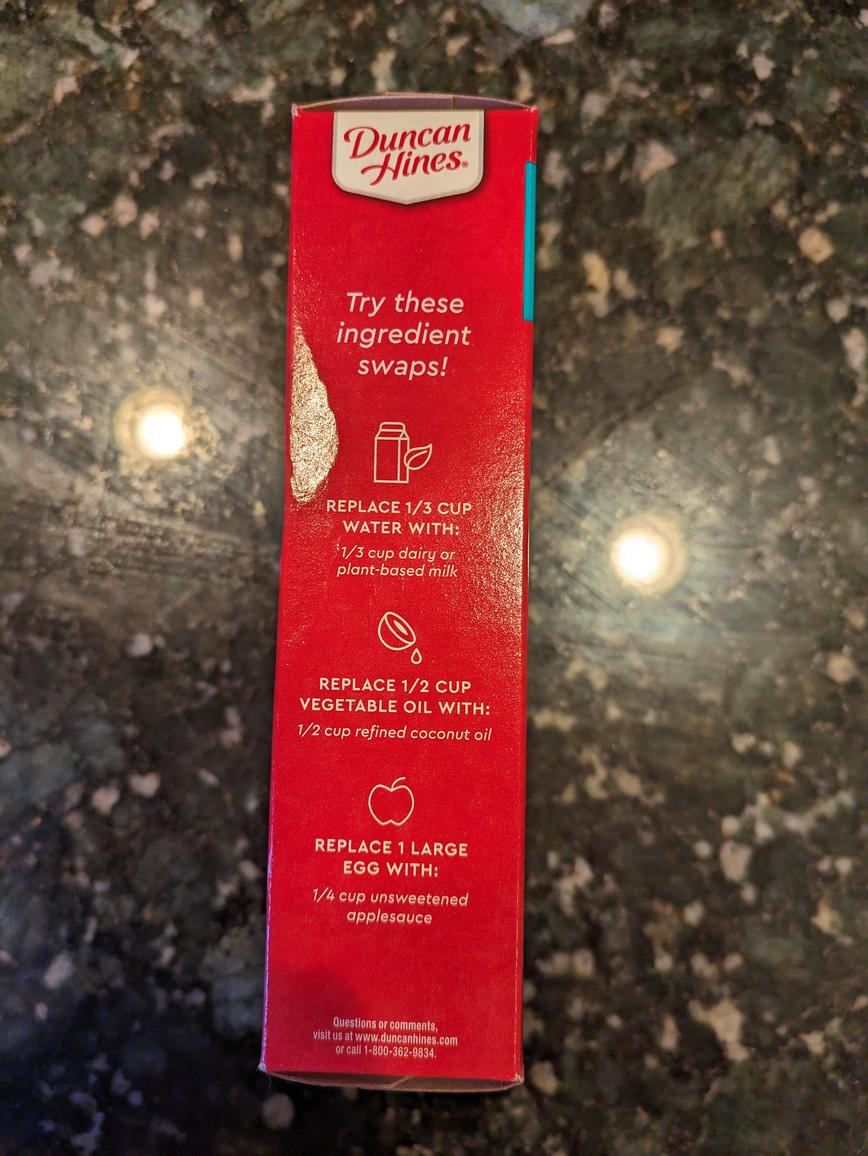 Duncan
Hines®
Try these
ingredient
swaps!
REPLACE 1/3 CUP
WATER WITH:
1/3 cup dairy or
plant-based milk
REPLACE 1/2 CUP
VEGETABLE OIL WITH:
1/2 cup refined coconut oil
REPLACE 1 LARGE
EGG WITH:
1/4 cup unsweetened
applesauce
Questions or comments,
visit us at www.duncanhines.com
or call 1-800-362-9834.